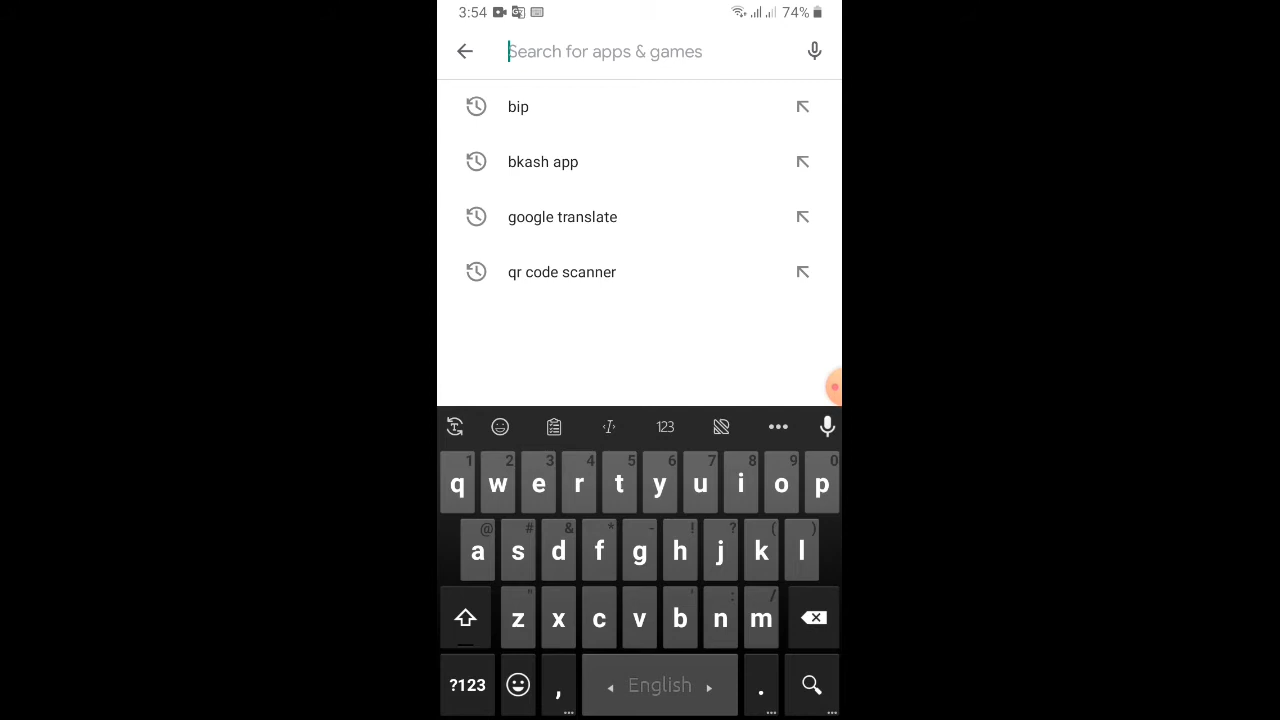 3:54 74%
Search for apps & games
bip
bkash app
google translate
qr code scanner
123
1 2 3 4 5 6 7 8 9 0
q w e r t y u i o p
@ # & * - ! ? ( )
a s d f g h j k l
" ' : /
z x c v b n m
?123 , English .